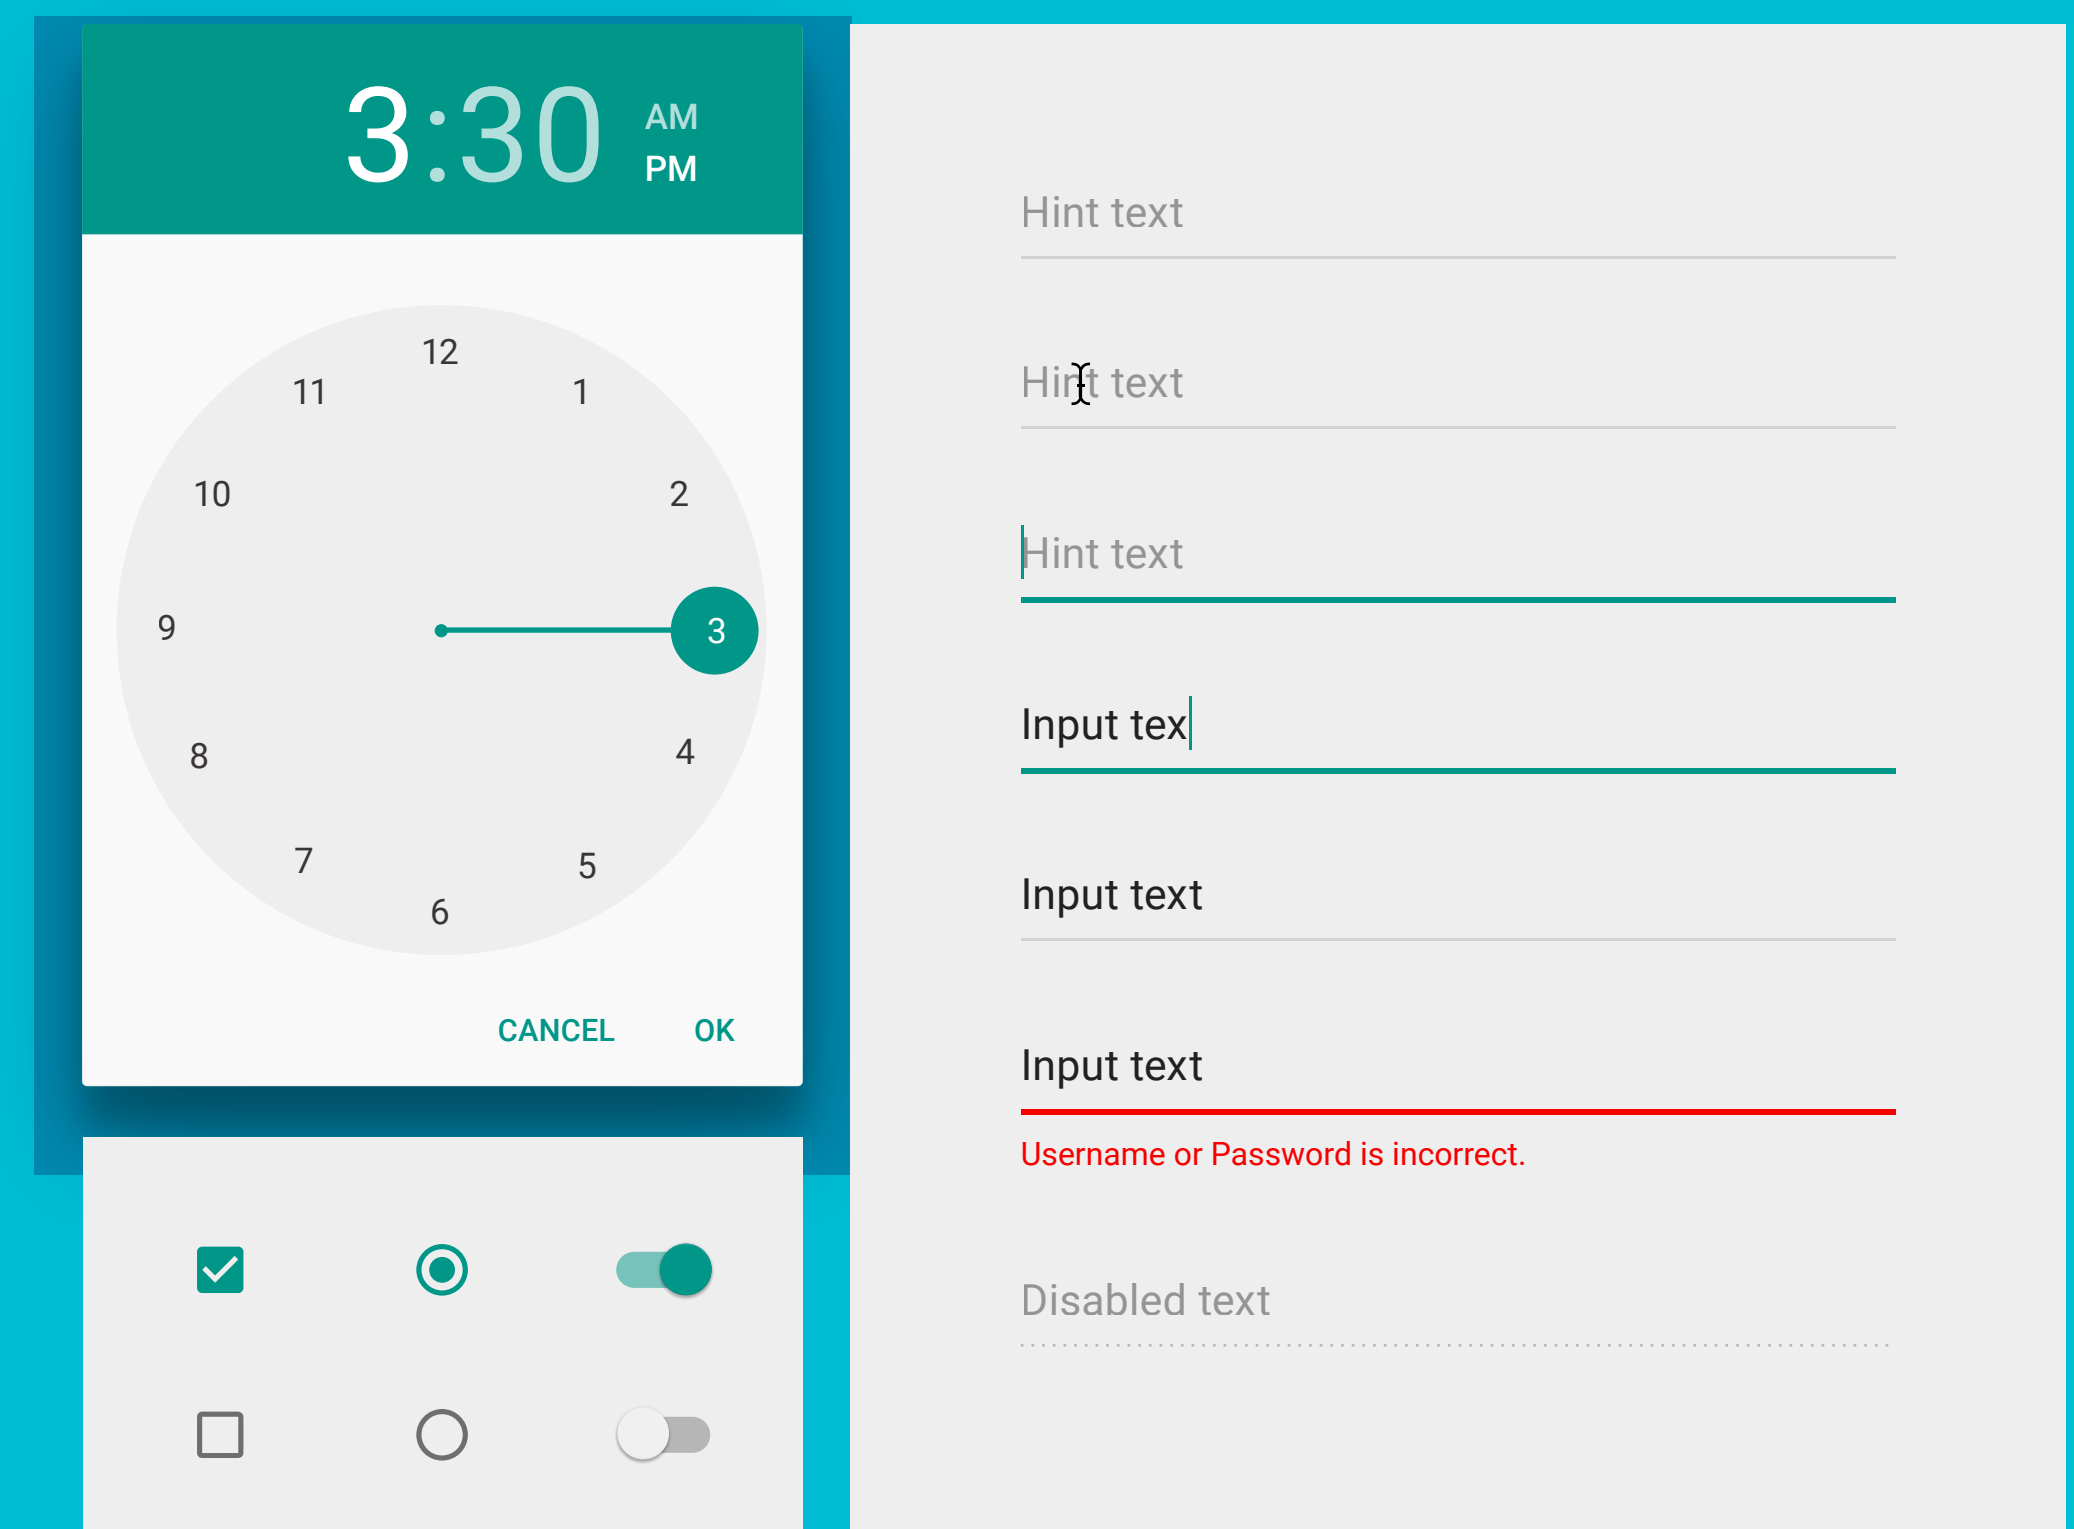 3:30
AM
PM
12
11
1
10
2
9
3
8
4
7
5
6
CANCEL OK
Hint text
Hint text
Hint text
Input tex
Input text
Input text
Username or Password is incorrect.
Disabled text